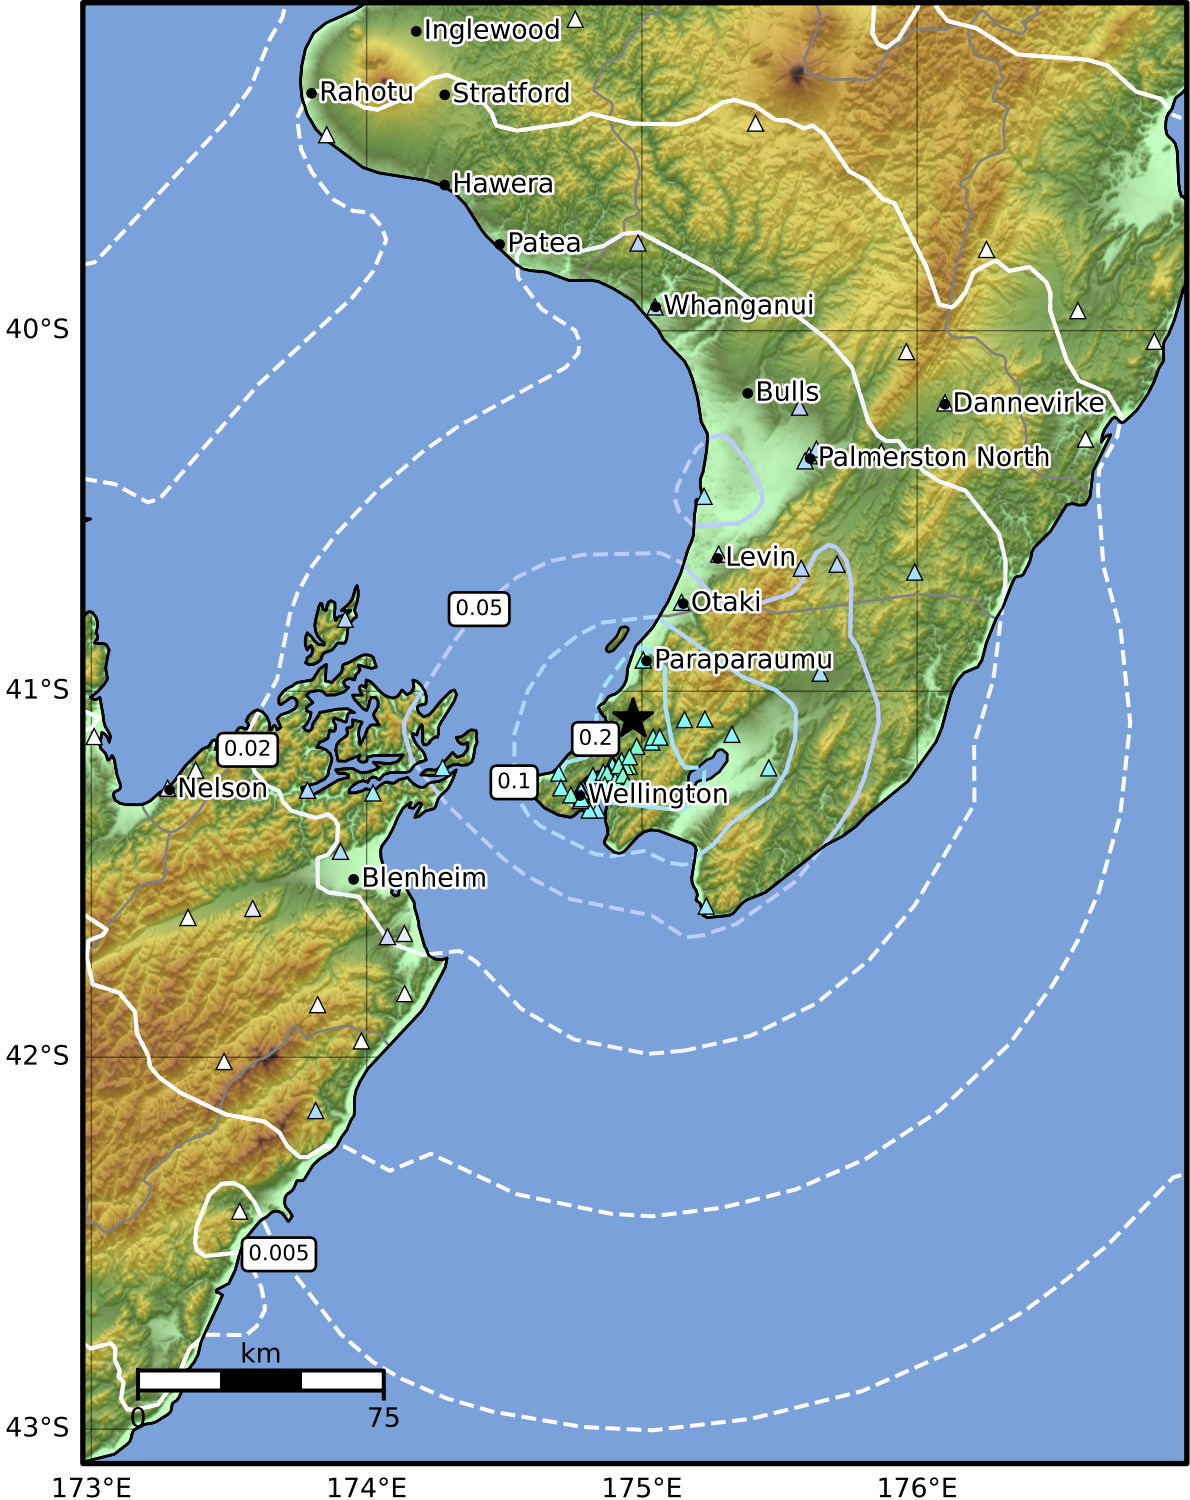 Inglewood
Rahotu
Stratford
Hawera
Patea
Whanganui
40°S
Bulls
Dannevirke
Palmerston North
Levin
Otaki
0.05
Paraparaumu
41°S
0.2
0.02
0.1
Nelson
Wellington
Blenheim
42°S
0.005
km
0 75
43°S
173°E 174°E 175°E 176°E